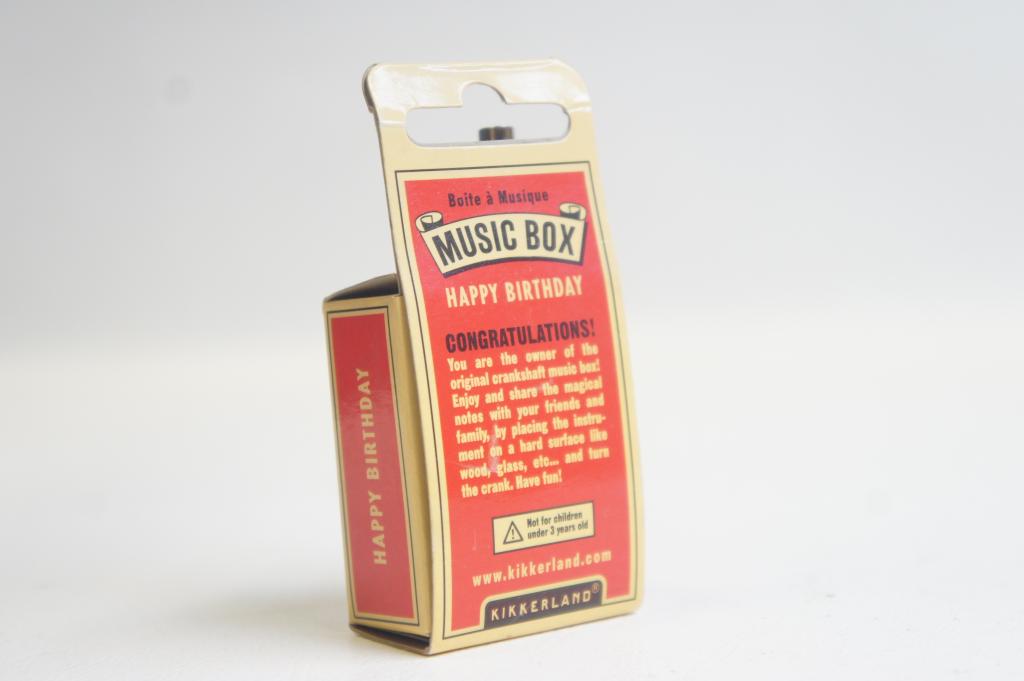 Boîte à Musique
MUSIC BOX
HAPPY BIRTHDAY
CONGRATULATIONS!
You are the owner of the
original crankshaft music box!
Enjoy and share the magical
notes with your friends and
family, by placing the instru-
ment on a hard surface like
wood, glass, etc... and turn
the crank. Have fun!
Not for children
under 3 years old
www.kikkerland.com
KIKKERLAND®
HAPPY BIRTHDAY